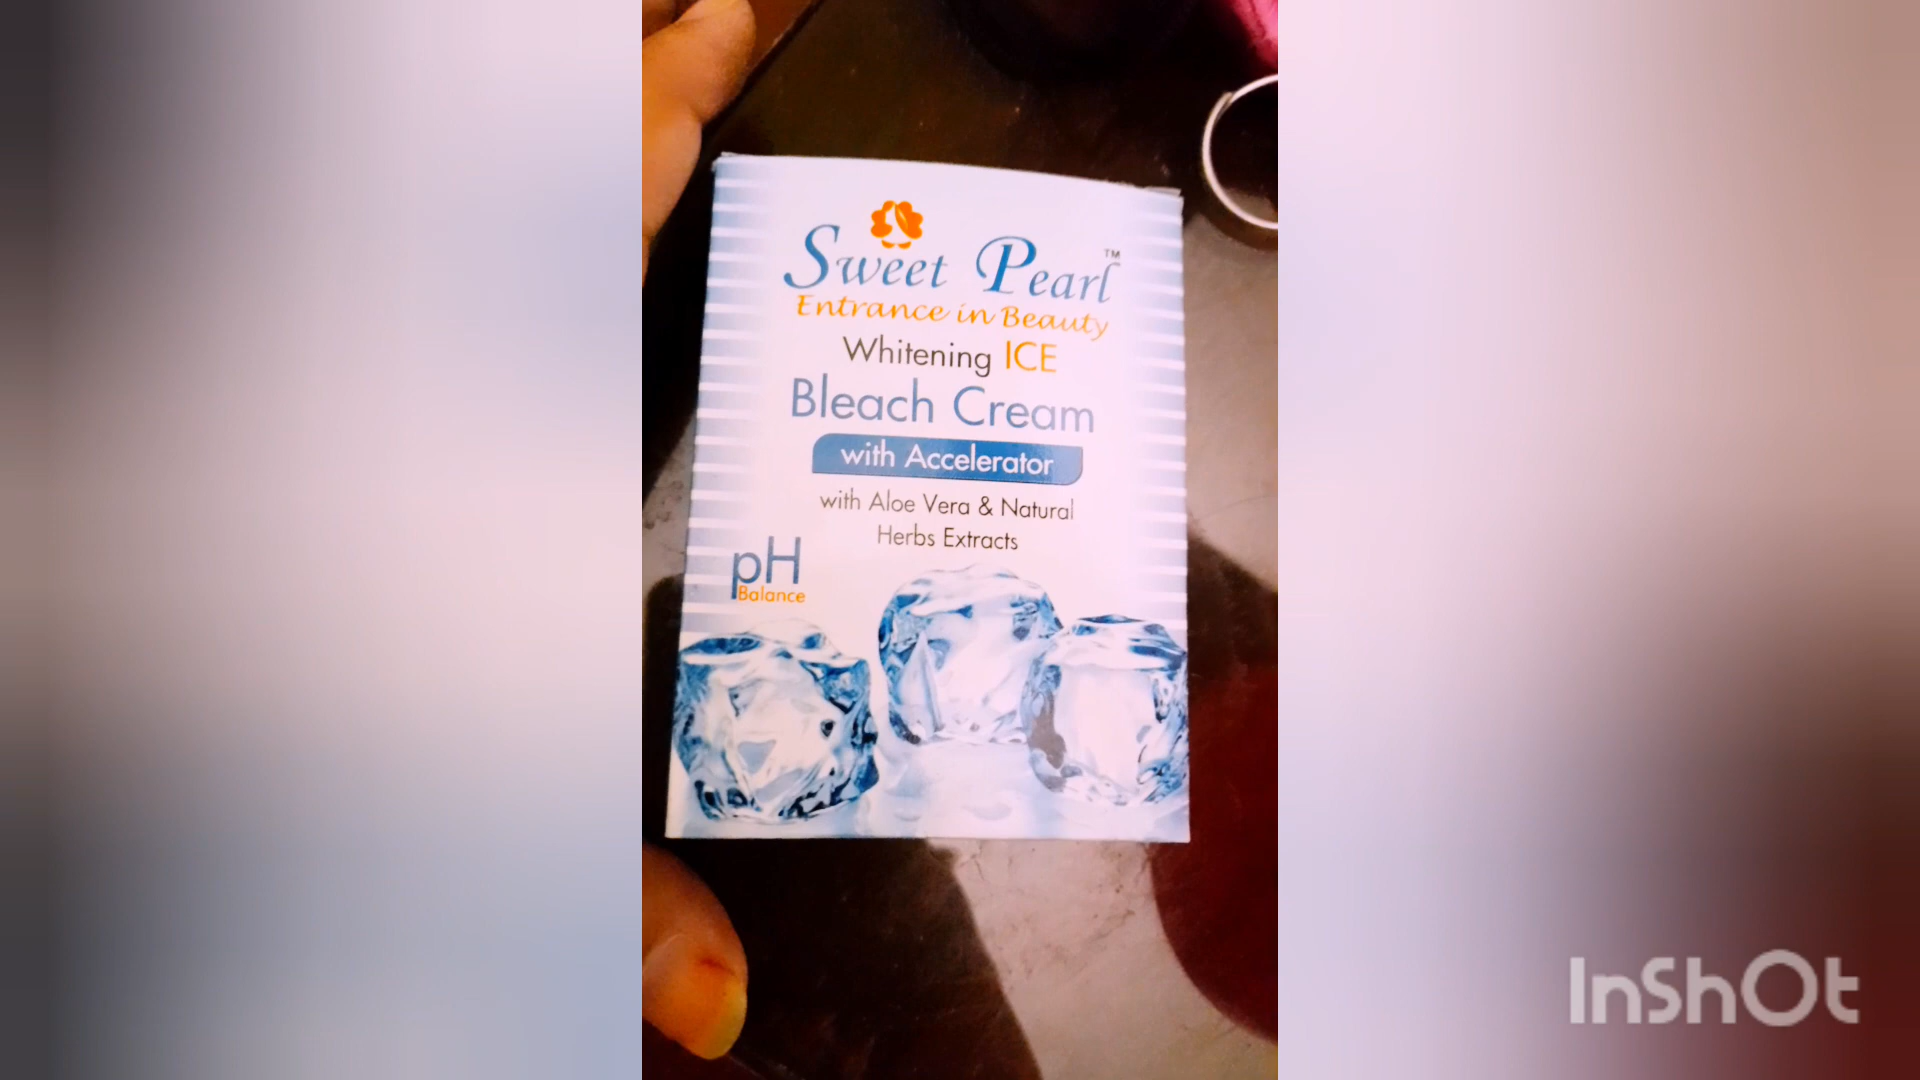 Sweet Pearl™
Entrance in Beauty
Whitening ICE
Bleach Cream
with Accelerator
with Aloe Vera & Natural
Herbs Extracts
pH
Balance
InShOt